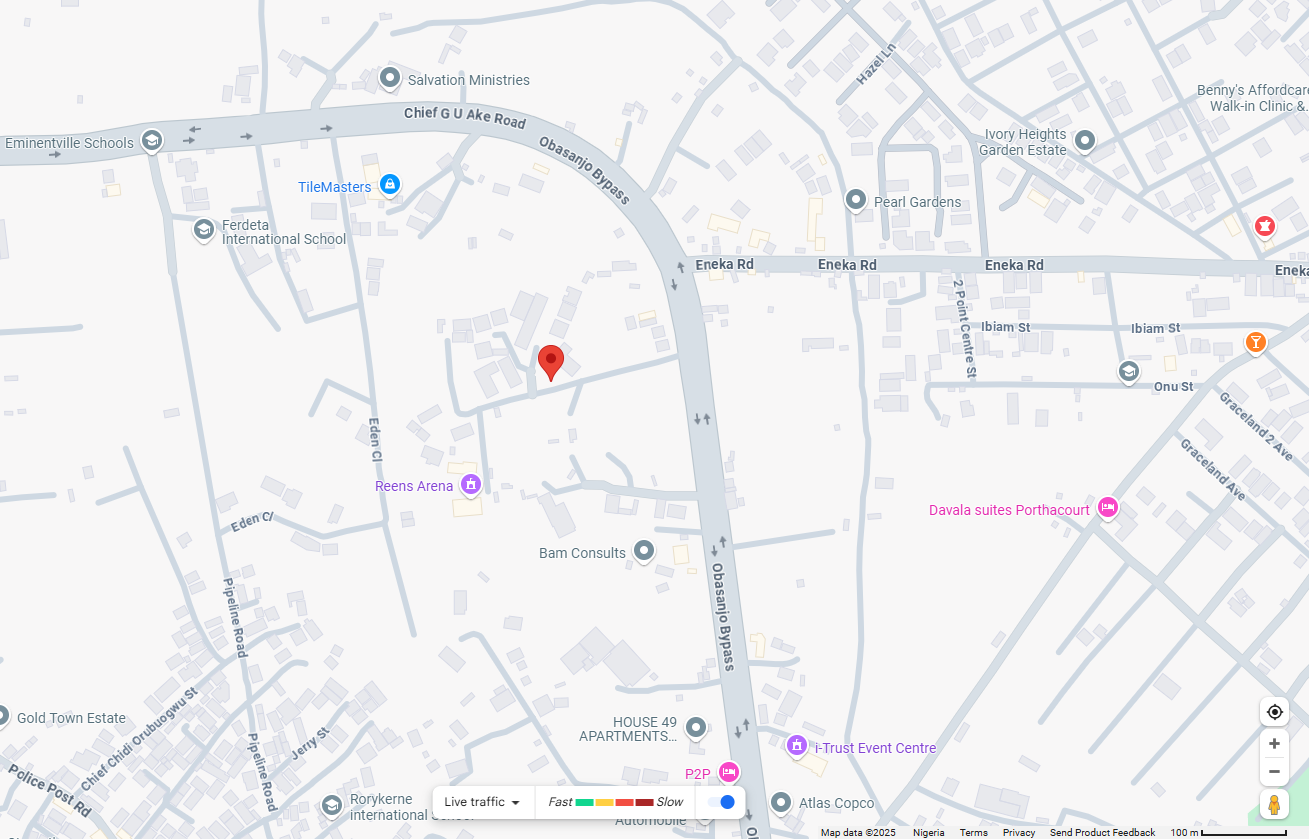 Salvation Ministries
Hazel Ln
Benny's Affordcare
Walk-in Clinic &
Chief G U Ake Road
Eminentville Schools
Obasanjo Bypass
Ivory Heights
Garden Estate
TileMasters
Pearl Gardens
Ferdeta
International School
Eneka Rd
Eneka Rd
Eneka Rd
Eneka
2 Point Centre St
Ibiam St
Ibiam St
Onu St
Graceland 2 Ave
Eden Cl
Graceland Ave
Reens Arena
Davala suites Porthacourt
Eden Cl
Bam Consults
Obasanjo Bypass
Pipeline Road
Gold Town Estate
Chief Chidi Orubuogwu St
HOUSE 49
APARTMENTS...
Jerry St
i-Trust Event Centre
Pipeline Road
Police Post Rd
P2P
Rorykerne
international School
Live traffic
Fast
Slow
Atlas Copco
Automobile
Map data ©2025
Nigeria
Terms
Privacy
Send Product Feedback
100 m